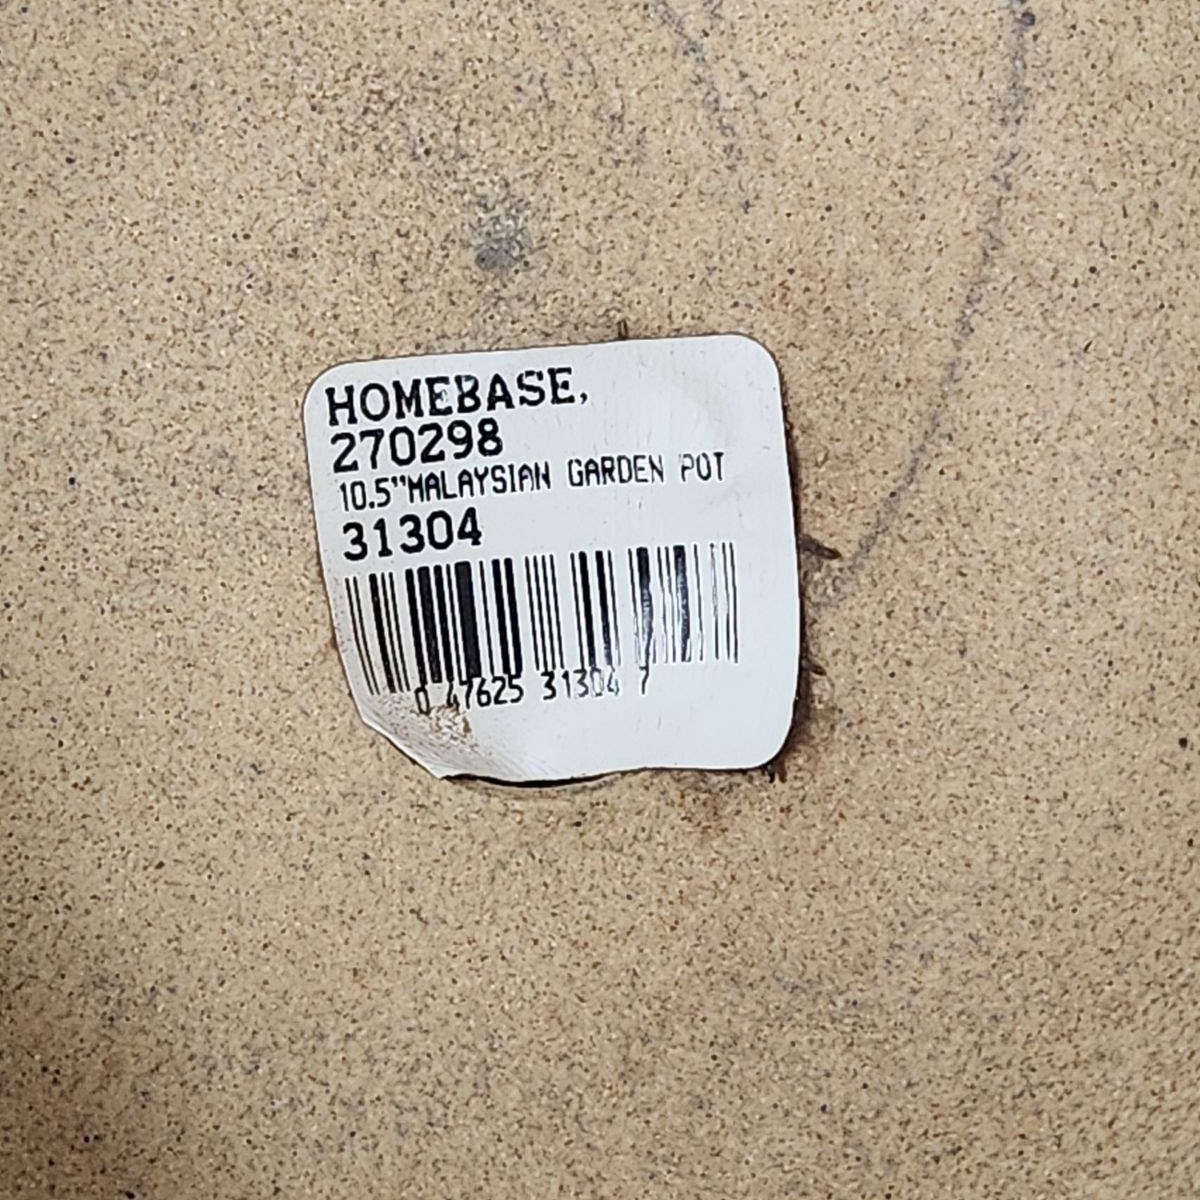 HOMEBASE,
270298
10.5"MALAYSIAN GARDEN POT
31304
0 47625 31304 7